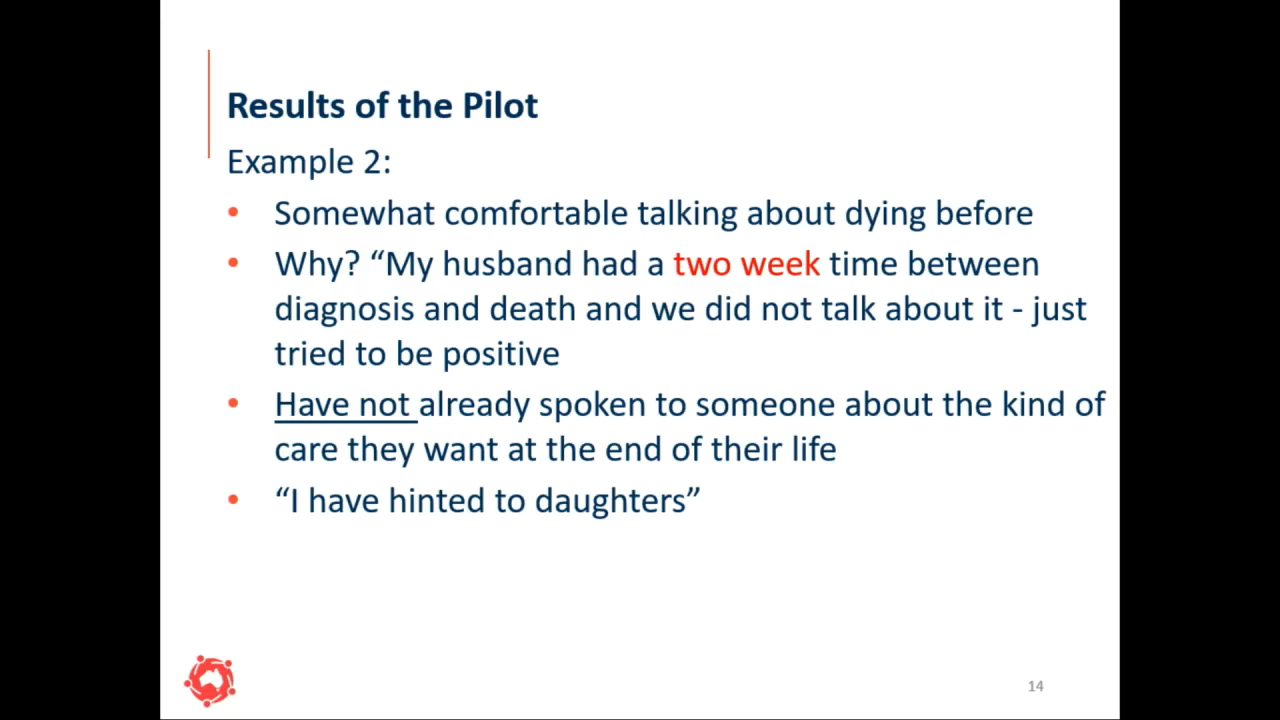 Results of the Pilot
Example 2:
• Somewhat comfortable talking about dying before
• Why? “My husband had a two week time between
diagnosis and death and we did not talk about it - just
tried to be positive
• Have not already spoken to someone about the kind of
care they want at the end of their life
• “I have hinted to daughters”
14